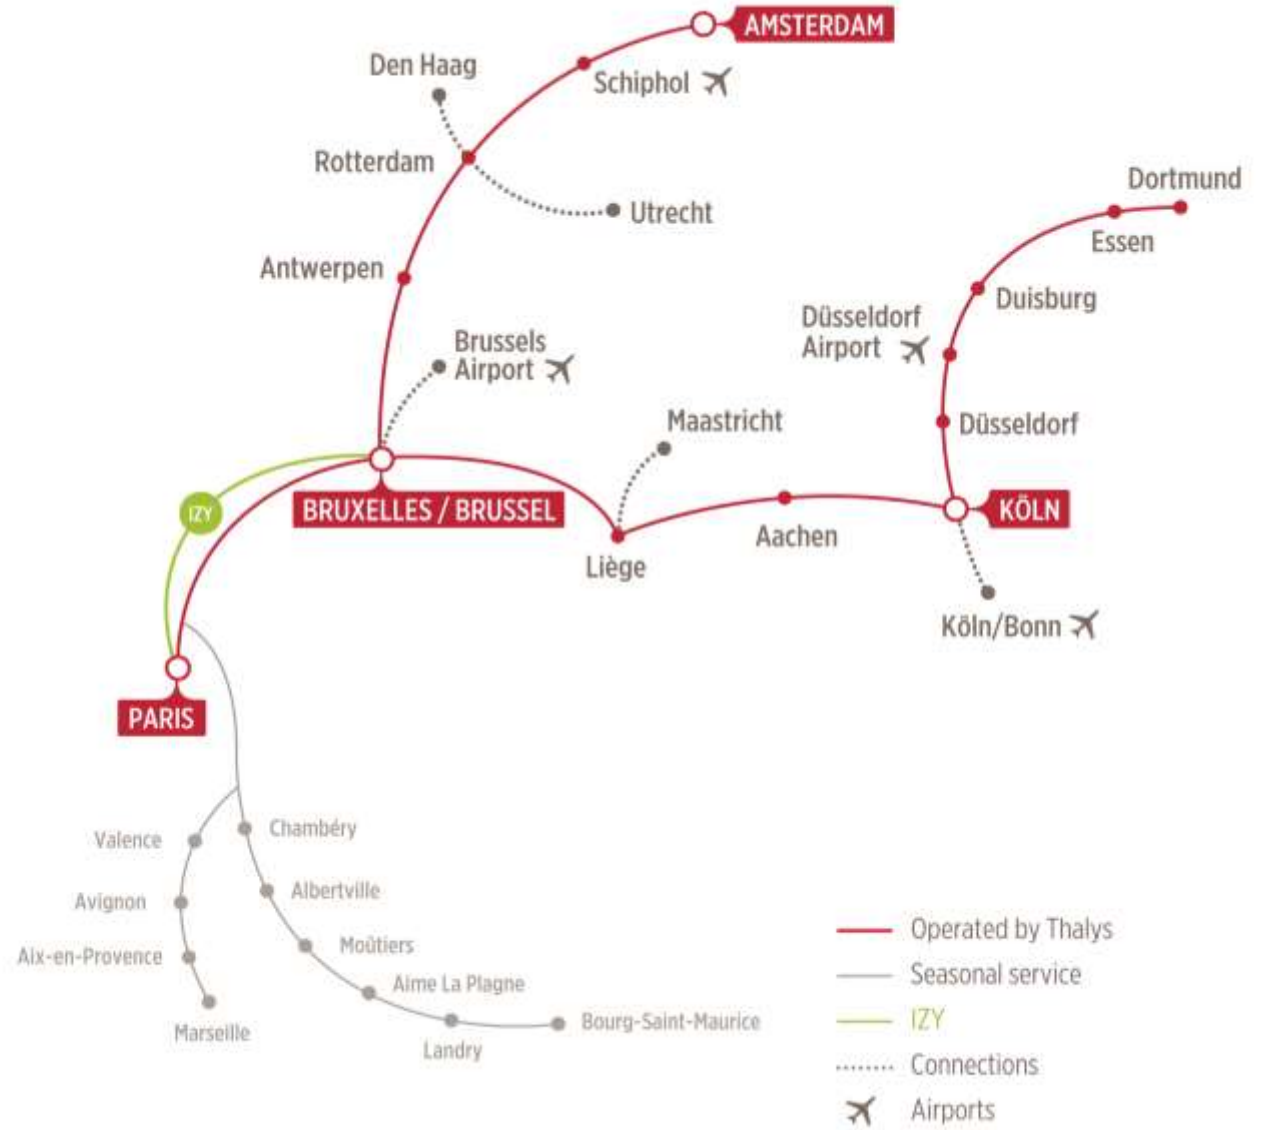 AMSTERDAM
Den Haag
Schiphol
Rotterdam
Dortmund
Utrecht
Essen
Antwerpen
Duisburg
Düsseldorf
Airport
Brussels
Airport
Maastricht
Düsseldorf
IZY
BRUXELLES / BRUSSEL
KÖLN
Aachen
Liège
Köln/Bonn
PARIS
Chambéry
Valence
Albertville
Avignon
Moûtiers
Aix-en-Provence
Aime La Plagne
Bourg-Saint-Maurice
Marseille
Landry
Operated by Thalys
Seasonal service
IZY
Connections
Airports